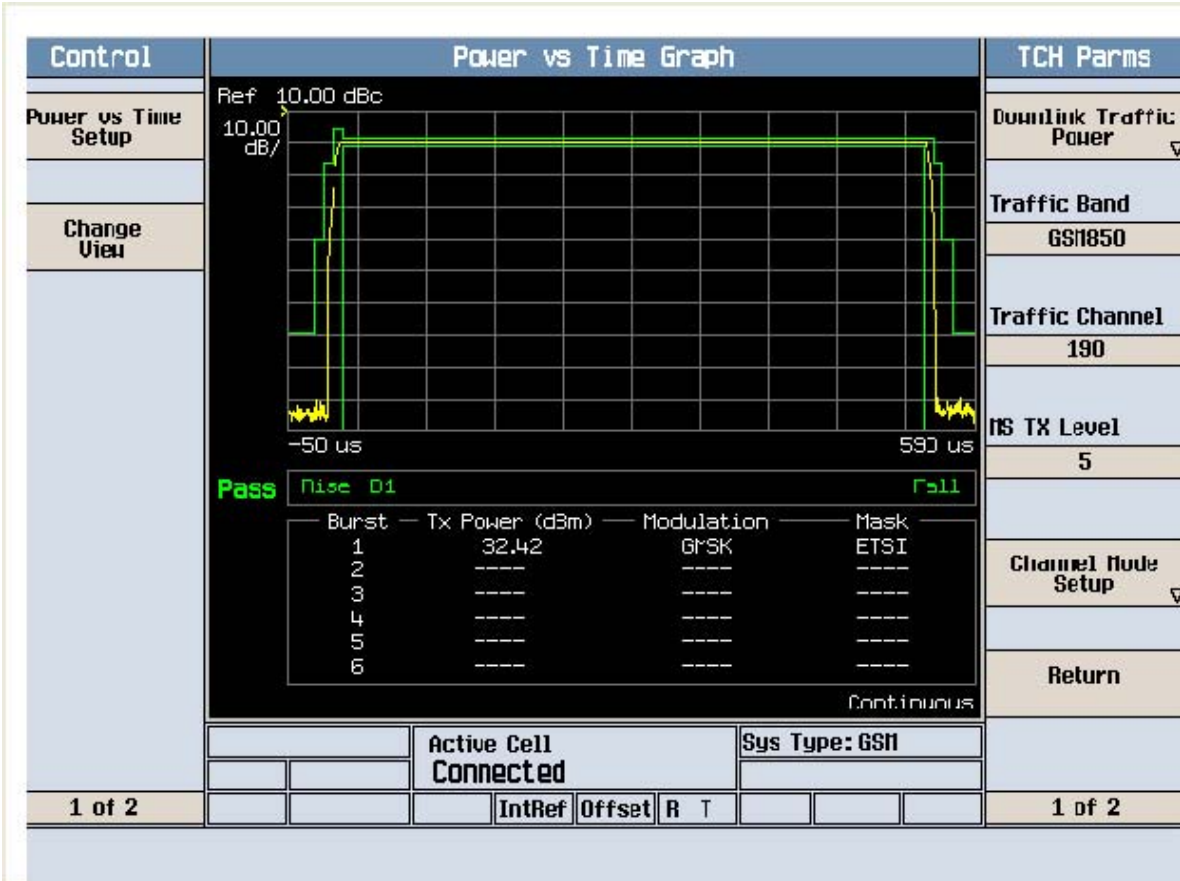 Control
Power vs Time Graph
TCH Parms
Power vs Time
Setup
Change
View
Ref 10.00 dBc
10.00
dB/
-50 us
590 us
Pass
Rise 01
Fall
Burst Tx Power (dBm) Modulation Mask
1 32.42 GMSK ETSI
2 ---- ---- ----
3 ---- ---- ----
4 ---- ---- ----
5 ---- ---- ----
6 ---- ---- ----
Continuous
Downlink Traffic
Power
Traffic Band
GSM850
Traffic Channel
190
MS TX Level
5
Channel Mode
Setup
Return
Active Cell
Connected
Sys Type: GSM
IntRef
Offset
R T
1 of 2
1 of 2